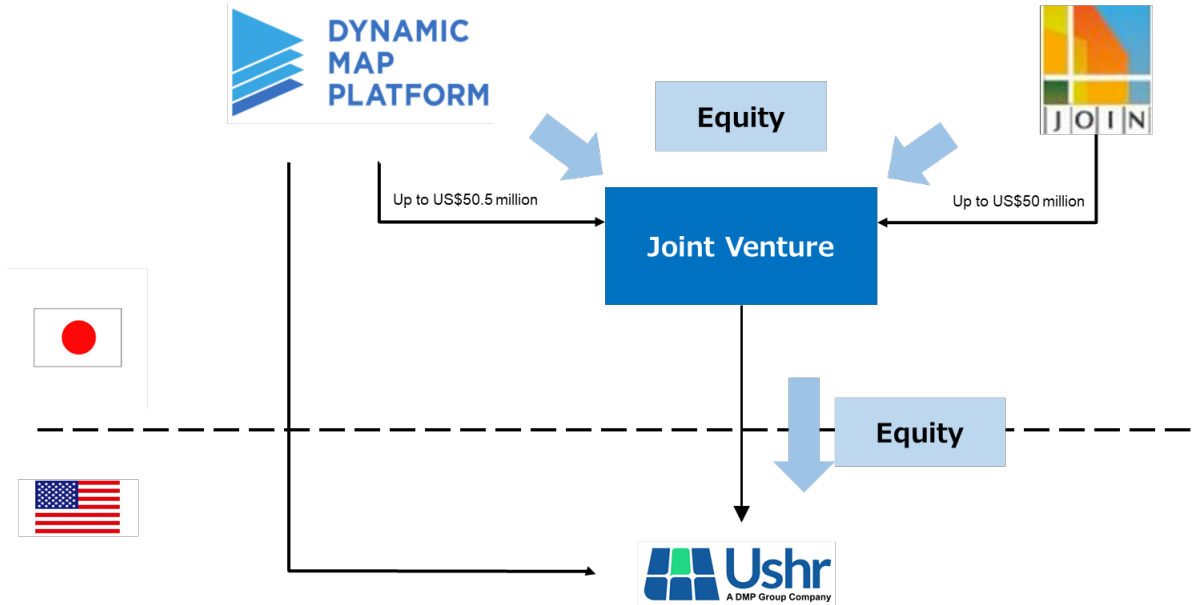 DYNAMIC
MAP
PLATFORM
Equity
JOIN
Up to US$50.5 million
Up to US$50 million
Joint Venture
Equity
Ushr
A DMP Group Company